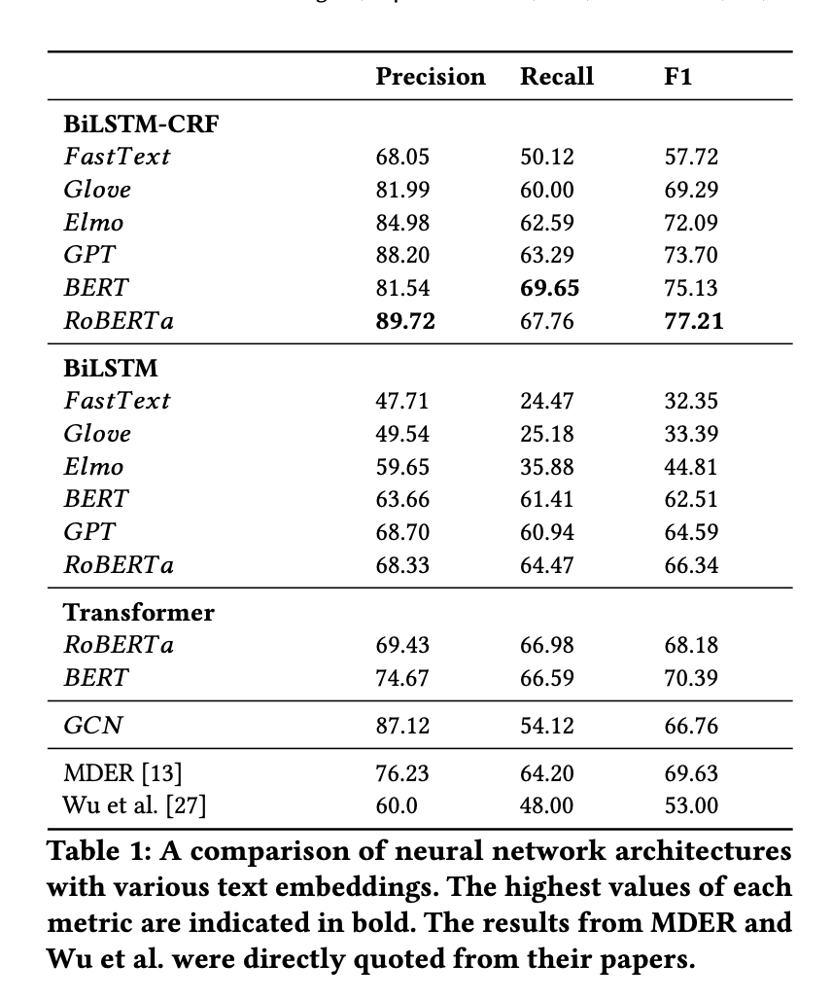 Precision Recall F1
BiLSTM-CRF
FastText 68.05 50.12 57.72
Glove 81.99 60.00 69.29
Elmo 84.98 62.59 72.09
GPT 88.20 63.29 73.70
BERT 81.54 69.65 75.13
RoBERTa 89.72 67.76 77.21
BiLSTM
FastText 47.71 24.47 32.35
Glove 49.54 25.18 33.39
Elmo 59.65 35.88 44.81
BERT 63.66 61.41 62.51
GPT 68.70 60.94 64.59
RoBERTa 68.33 64.47 66.34
Transformer
RoBERTa 69.43 66.98 68.18
BERT 74.67 66.59 70.39
GCN 87.12 54.12 66.76
MDER [13] 76.23 64.20 69.63
Wu et al. [27] 60.0 48.00 53.00
Table 1: A comparison of neural network architectures
with various text embeddings. The highest values of each
metric are indicated in bold. The results from MDER and
Wu et al. were directly quoted from their papers.